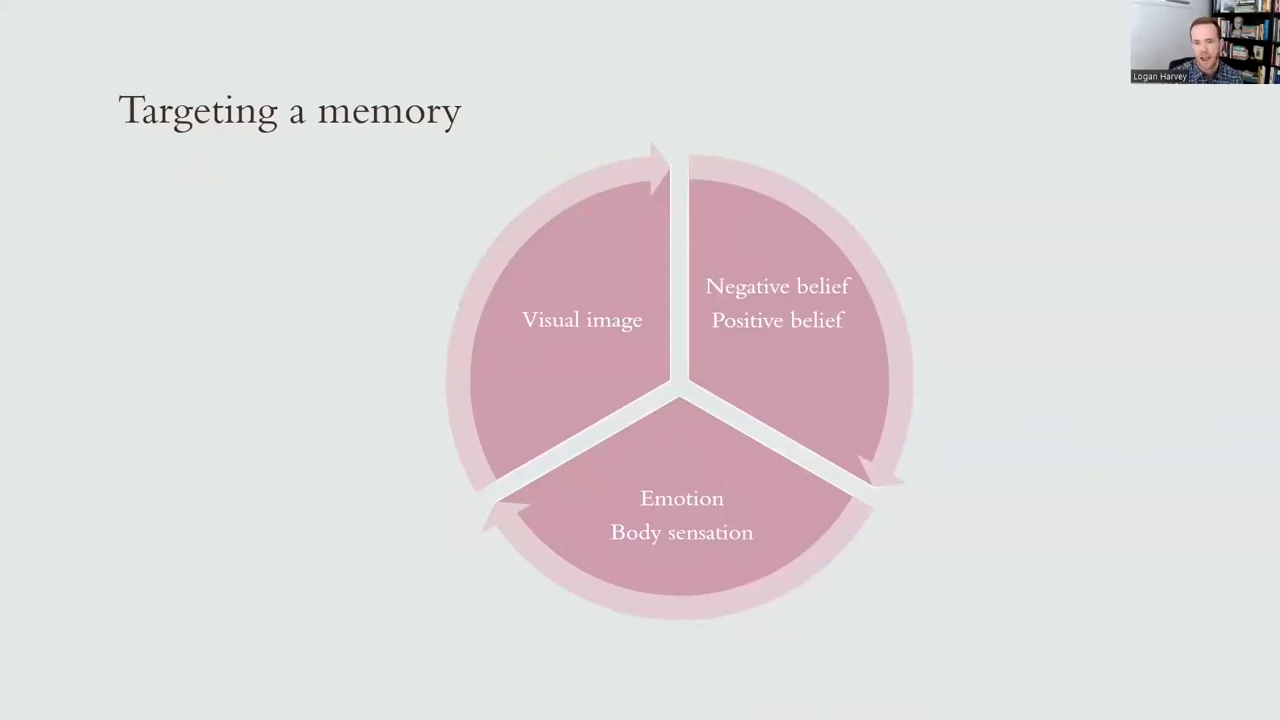 Logan Harvey
Targeting a memory
Visual image
Negative belief
Positive belief
Emotion
Body sensation